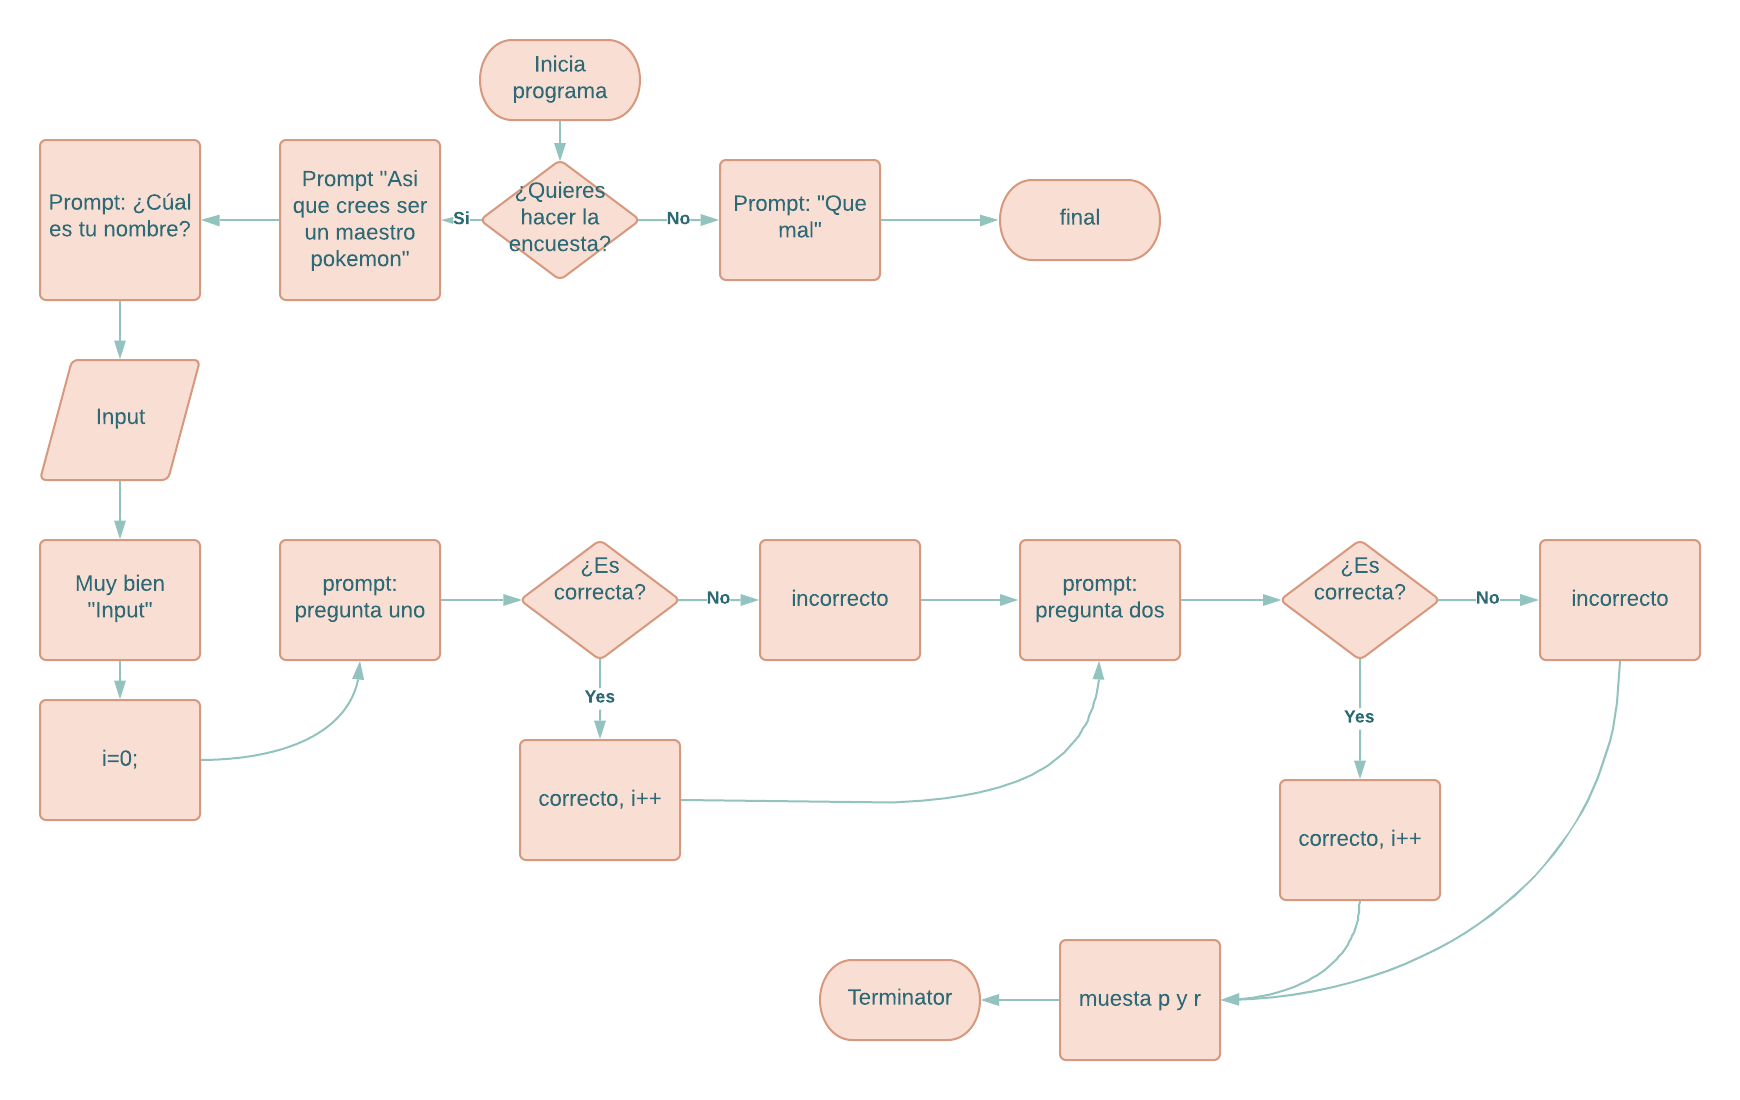 Inicia
programa
Prompt: ¿Cúal
es tu nombre?
Prompt "Asi
que crees ser
un maestro
pokemon"
Si
¿Quieres
hacer la
encuesta?
No
Prompt: "Que
mal"
final
Input
Muy bien
"Input"
prompt:
pregunta uno
¿Es
correcta?
No
incorrecto
prompt:
pregunta dos
¿Es
correcta?
No
incorrecto
Yes
Yes
i=0;
correcto, i++
correcto, i++
Terminator
muesta p y r